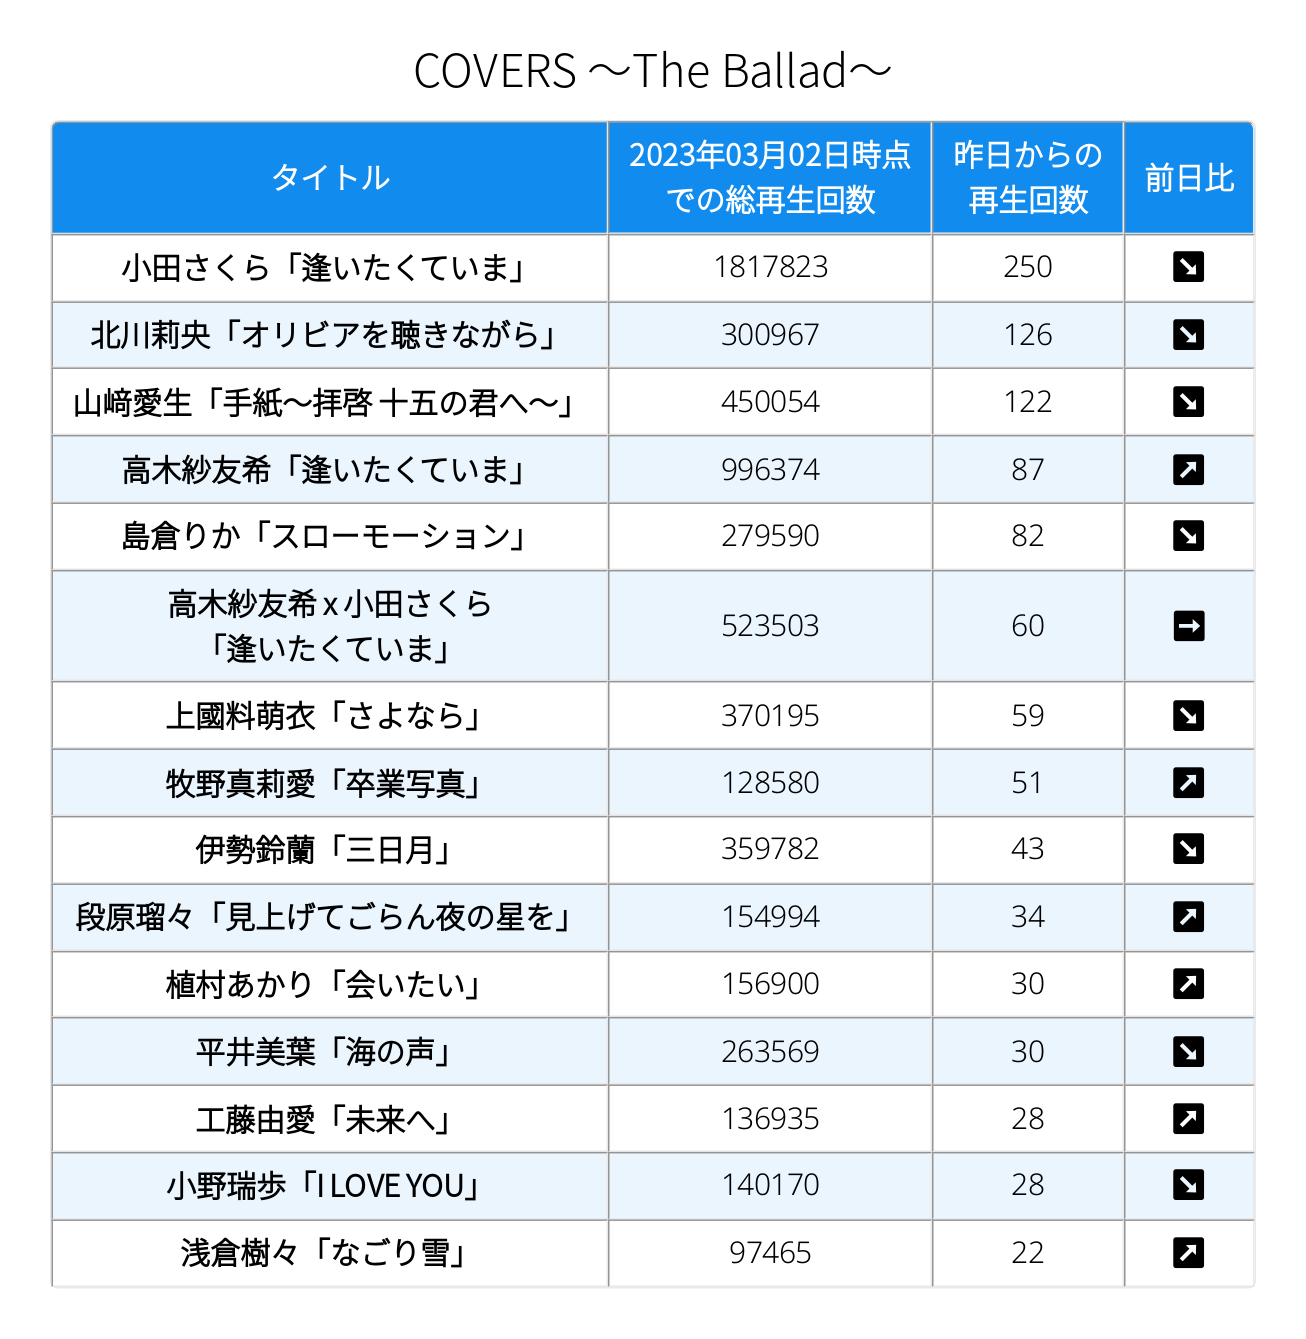 COVERS ～The Ballad～
タイトル
2023年03月02日時点
での総再生回数
昨日からの
再生回数
前日比
小田さくら「逢いたくていま」 1817823 250 ↘
北川莉央「オリビアを聴きながら」 300967 126 ↘
山﨑愛生「手紙～拝啓 十五の君へ～」 450054 122 ↘
高木紗友希「逢いたくていま」 996374 87 ↗
島倉りか「スローモーション」 279590 82 ↘
高木紗友希 x 小田さくら
「逢いたくていま」 523503 60 →
上國料萌衣「さよなら」 370195 59 ↘
牧野真莉愛「卒業写真」 128580 51 ↗
伊勢鈴蘭「三日月」 359782 43 ↘
段原瑠々「見上げてごらん夜の星を」 154994 34 ↗
植村あかり「会いたい」 156900 30 ↗
平井美葉「海の声」 263569 30 ↘
工藤由愛「未来へ」 136935 28 ↗
小野瑞歩「I LOVE YOU」 140170 28 ↘
浅倉樹々「なごり雪」 97465 22 ↗